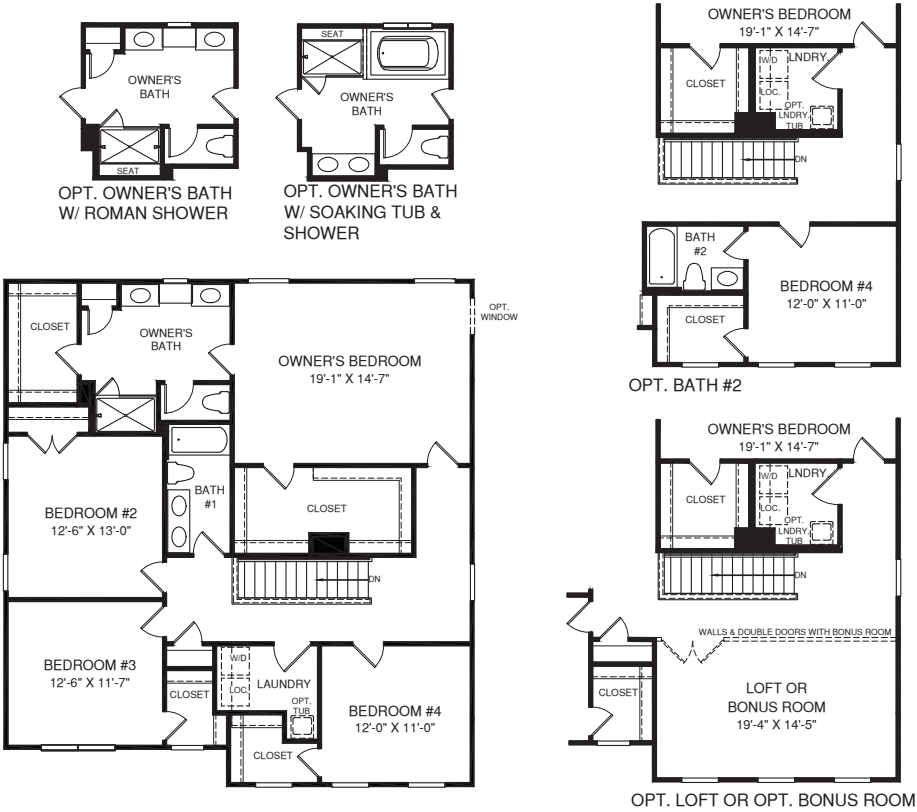 SEAT
OWNER'S
BATH
SEAT
OPT. OWNER'S BATH
W/ ROMAN SHOWER
SEAT
OWNER'S
BATH
OPT. OWNER'S BATH
W/ SOAKING TUB &
SHOWER
OWNER'S BEDROOM
19'-1" X 14'-7"
CLOSET
W/D
LNDRY.
LOC.
OPT.
LNDRY.
TUB
DN
BATH
#2
BEDROOM #4
12'-0" X 11'-0"
CLOSET
OPT. BATH #2
CLOSET
OWNER'S
BATH
OWNER'S BEDROOM
19'-1" X 14'-7"
OPT.
WINDOW
BEDROOM #2
12'-6" X 13'-0"
BATH
#1
CLOSET
DN
BEDROOM #3
12'-6" X 11'-7"
CLOSET
W/D
LOC.
LAUNDRY
OPT.
TUB
CLOSET
BEDROOM #4
12'-0" X 11'-0"
OWNER'S BEDROOM
19'-1" X 14'-7"
CLOSET
W/D
LNDRY.
LOC.
OPT.
LNDRY.
TUB
DN
WALLS & DOUBLE DOORS WITH BONUS ROOM
CLOSET
LOFT OR
BONUS ROOM
19'-4" X 14'-5"
OPT. LOFT OR OPT. BONUS ROOM